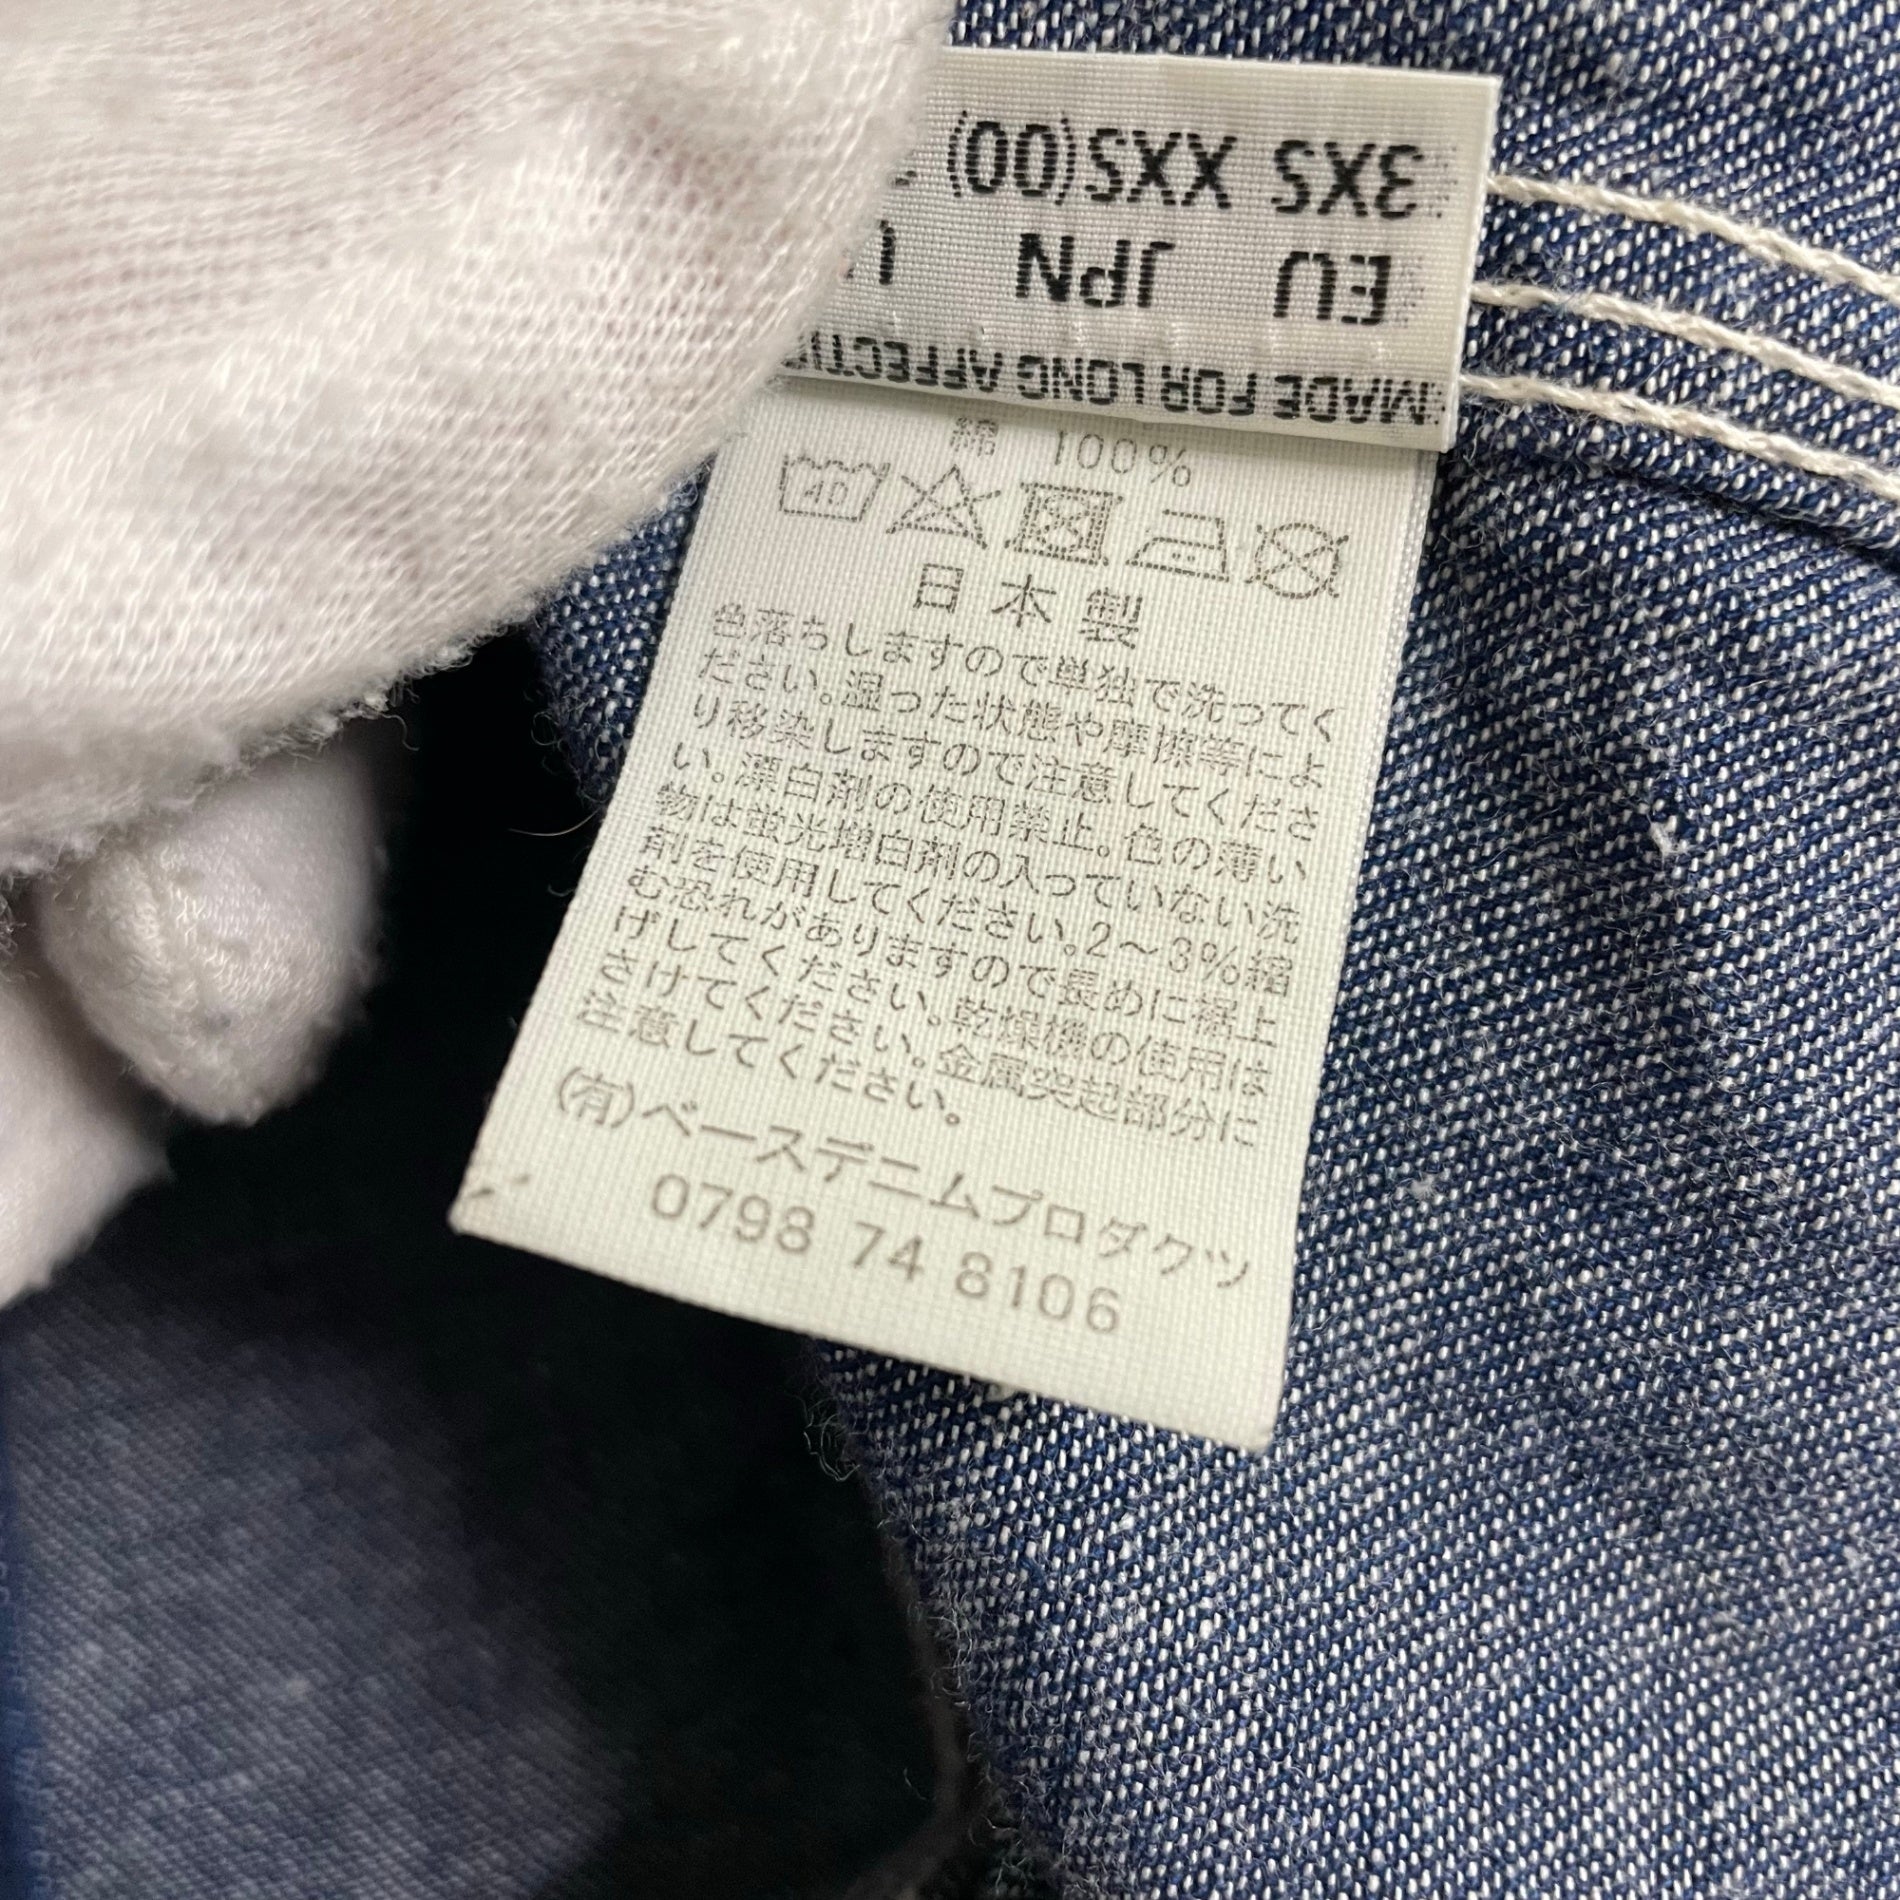 3XS XXS(00)
EU JPN
MADE FOR LONG
綿 100%
40
日本製
色落ちしますので単独で洗ってく
ださい。湿った状態や摩擦等によ
り移染しますので注意してくださ
い。漂白剤の使用禁止。色の薄い
物は蛍光増白剤の入っていない洗
剤を使用してください。2〜3%縮
む恐れがありますので長めに裾上
げしてください。乾燥機の使用は
さけてください。金属突起部分に
注意してください。
(有)ベースデニムプロダクツ
0798 74 8106